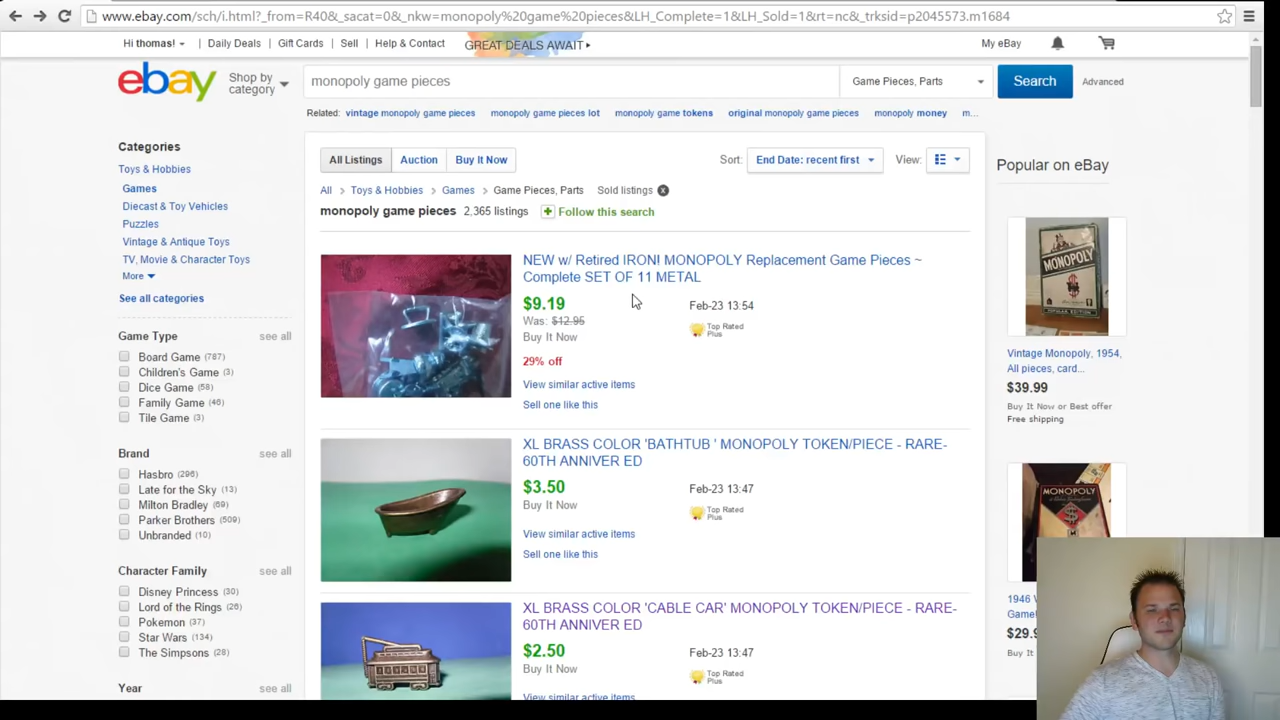 www.ebay.com/sch/i.html?_from=R40&_sacat=0&_nkw=monopoly%20game%20pieces&LH_Complete=1&LH_Sold=1&rt=nc&_trksid=p2045573.m1684
Hi thomas! Daily Deals Gift Cards Sell Help & Contact GREAT DEALS AWAIT My eBay
ebay Shop by category monopoly game pieces Game Pieces, Parts Search Advanced
Related: vintage monopoly game pieces monopoly game pieces lot monopoly game tokens original monopoly game pieces monopoly money m...
Categories
Toys & Hobbies
Games
Diecast & Toy Vehicles
Puzzles
Vintage & Antique Toys
TV, Movie & Character Toys
More
See all categories
Game Type see all
Board Game (787)
Children's Game (3)
Dice Game (58)
Family Game (46)
Tile Game (3)
Brand see all
Hasbro (296)
Late for the Sky (13)
Milton Bradley (69)
Parker Brothers (509)
Unbranded (10)
Character Family see all
Disney Princess (30)
Lord of the Rings (26)
Pokemon (37)
Star Wars (134)
The Simpsons (28)
Year see all
All Listings Auction Buy It Now Sort: End Date: recent first View:
All Toys & Hobbies Games Game Pieces, Parts Sold listings
monopoly game pieces 2,365 listings Follow this search
NEW w/ Retired IRON! MONOPOLY Replacement Game Pieces ~
Complete SET OF 11 METAL
$9.19 Feb-23 13:54
Was: $12.95 Top Rated Plus
Buy It Now
29% off
View similar active items
Sell one like this
XL BRASS COLOR 'BATHTUB ' MONOPOLY TOKEN/PIECE - RARE-
60TH ANNIVER ED
$3.50 Feb-23 13:47
Buy It Now Top Rated Plus
View similar active items
Sell one like this
XL BRASS COLOR 'CABLE CAR' MONOPOLY TOKEN/PIECE - RARE-
60TH ANNIVER ED
$2.50 Feb-23 13:47
Buy It Now Top Rated Plus
View similar active items
Popular on eBay
MONOPOLY
Vintage Monopoly, 1954,
All pieces, card...
$39.99
Buy It Now or Best offer
Free shipping
MONOPOLY
1946
Game
$29.
Buy It